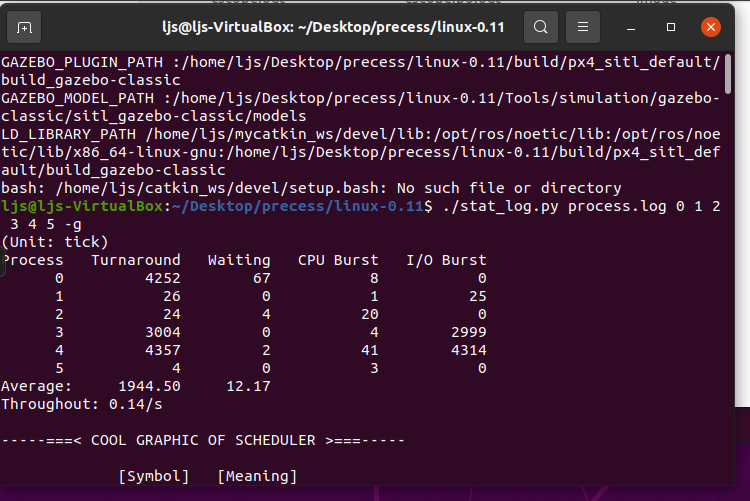 ljs@ljs-VirtualBox: ~/Desktop/precess/linux-0.11
GAZEBO_PLUGIN_PATH :/home/ljs/Desktop/precess/linux-0.11/build/px4_sitl_default/
build_gazebo-classic
GAZEBO_MODEL_PATH :/home/ljs/Desktop/precess/linux-0.11/Tools/simulation/gazebo-
classic/sitl_gazebo-classic/models
LD_LIBRARY_PATH /home/ljs/mycatkin_ws/devel/lib:/opt/ros/noetic/lib:/opt/ros/noe
tic/lib/x86_64-linux-gnu:/home/ljs/Desktop/precess/linux-0.11/build/px4_sitl_def
ault/build_gazebo-classic
bash: /home/ljs/catkin_ws/devel/setup.bash: No such file or directory
ljs@ljs-VirtualBox:~/Desktop/precess/linux-0.11$ ./stat_log.py process.log 0 1 2
 3 4 5 -g
(Unit: tick)
Process   Turnaround   Waiting   CPU Burst   I/O Burst
      0         4252        67           8           0
      1           26         0           1          25
      2           24         4          20           0
      3         3004         0           4        2999
      4         4357         2          41        4314
      5            4         0           3           0
Average:     1944.50     12.17
Throughout: 0.14/s
-----===< COOL GRAPHIC OF SCHEDULER >===-----
             [Symbol]   [Meaning]